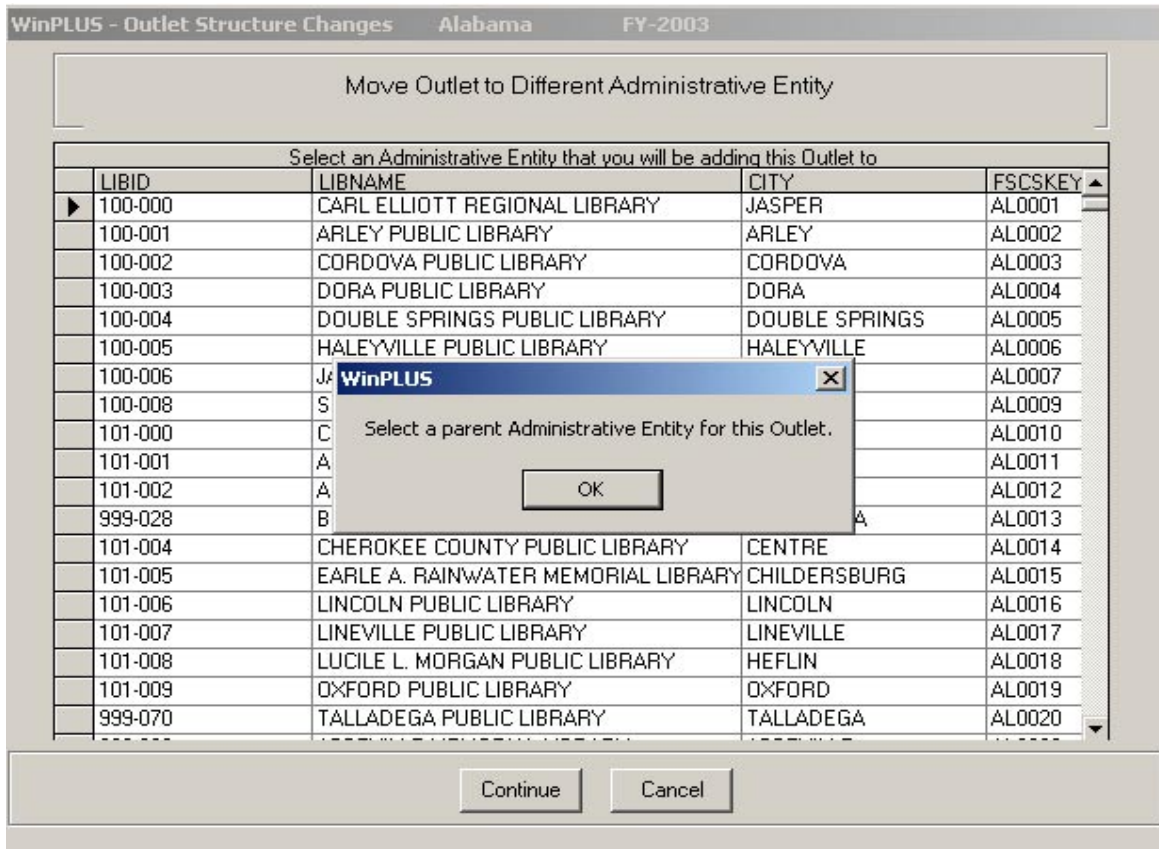 WinPLUS - Outlet Structure Changes Alabama FY-2003
Move Outlet to Different Administrative Entity
Select an Administrative Entity that you will be adding this Outlet to
LIBID LIBNAME CITY FSCSKEY
100-000 CARL ELLIOTT REGIONAL LIBRARY JASPER AL0001
100-001 ARLEY PUBLIC LIBRARY ARLEY AL0002
100-002 CORDOVA PUBLIC LIBRARY CORDOVA AL0003
100-003 DORA PUBLIC LIBRARY DORA AL0004
100-004 DOUBLE SPRINGS PUBLIC LIBRARY DOUBLE SPRINGS AL0005
100-005 HALEYVILLE PUBLIC LIBRARY HALEYVILLE AL0006
100-006 AL0007
100-008 S AL0009
101-000 C AL0010
101-001 A AL0011
101-002 A AL0012
999-028 B A AL0013
WinPLUS
Select a parent Administrative Entity for this Outlet.
OK
101-004 CHEROKEE COUNTY PUBLIC LIBRARY CENTRE AL0014
101-005 EARLE A. RAINWATER MEMORIAL LIBRARY CHILDERSBURG AL0015
101-006 LINCOLN PUBLIC LIBRARY LINCOLN AL0016
101-007 LINEVILLE PUBLIC LIBRARY LINEVILLE AL0017
101-008 LUCILE L. MORGAN PUBLIC LIBRARY HEFLIN AL0018
101-009 OXFORD PUBLIC LIBRARY OXFORD AL0019
999-070 TALLADEGA PUBLIC LIBRARY TALLADEGA AL0020
Continue Cancel